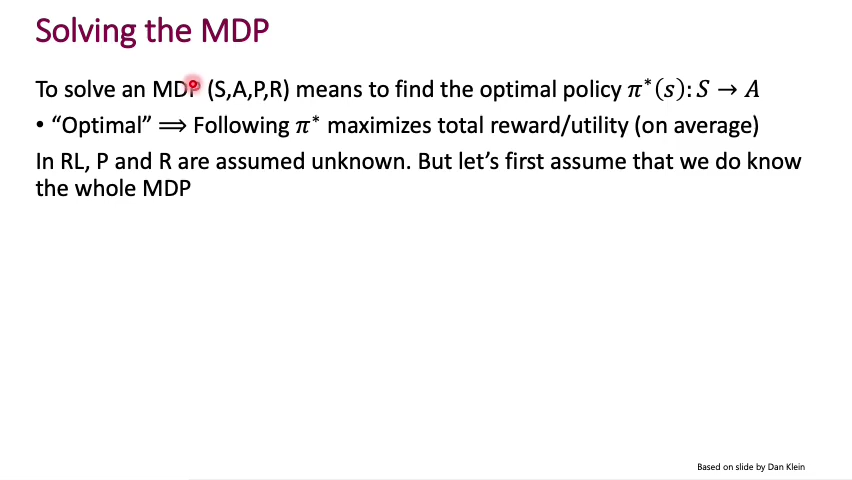 Solving the MDP
To solve an MDP (S,A,P,R) means to find the optimal policy π*(s): S → A
• “Optimal” ⟹ Following π* maximizes total reward/utility (on average)
In RL, P and R are assumed unknown. But let’s first assume that we do know
the whole MDP
Based on slide by Dan Klein